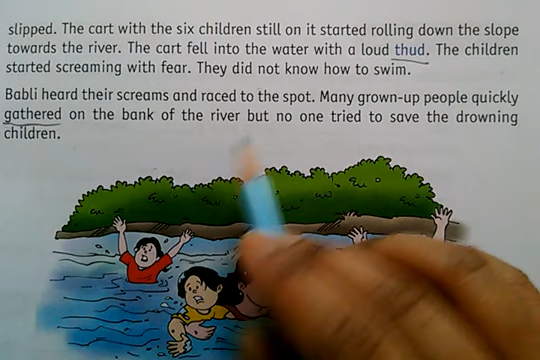 slipped. The cart with the six children still on it started rolling down the slope
towards the river. The cart fell into the water with a loud thud. The children
started screaming with fear. They did not know how to swim.
Babli heard their screams and raced to the spot. Many grown-up people quickly
gathered on the bank of the river but no one tried to save the drowning
children.